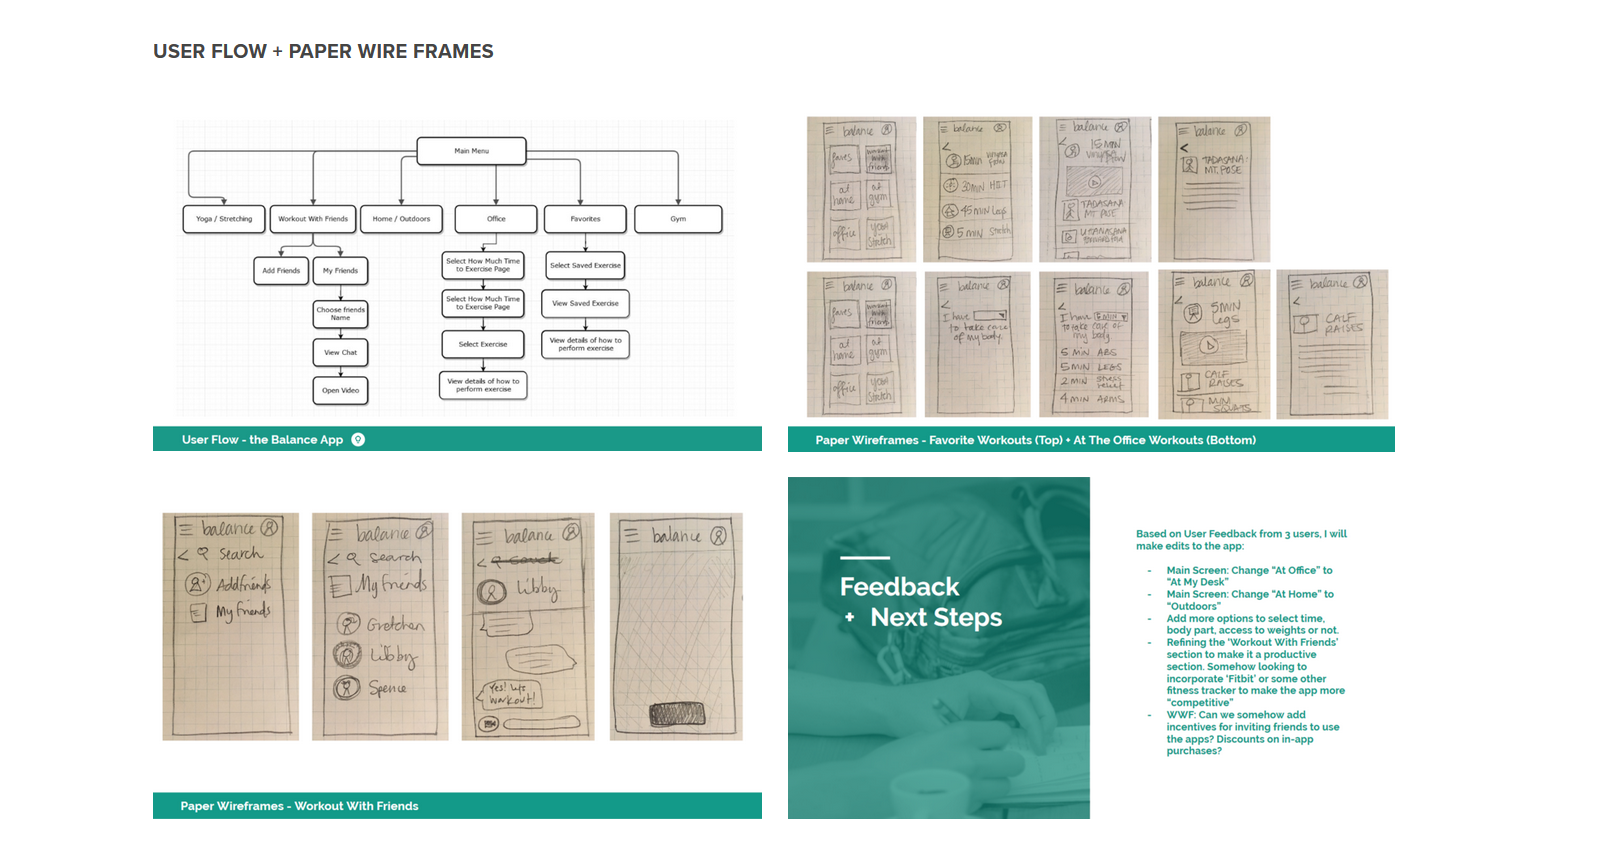 USER FLOW + PAPER WIRE FRAMES
Main Menu
Yoga / Stretching
Workout With Friends
Home / Outdoors
Office
Favorites
Gym
Add Friends
My Friends
Choose friends
Name
View Chat
Open Video
Select How Much Time
to Exercise Page
Select How Much Time
to Exercise Page
Select Exercise
View details of how to
perform exercise
Select Saved Exercise
View Saved Exercise
View details of how to
perform exercise
User Flow - the Balance App
balance
faves
workout
with
friends
at
home
at
gym
office
yoga
stretch
balance
15min vinyasa
flow
30MIN HIIT
45 MIN Legs
5 min Stretch
balance
15 MIN
vinyasa
flow
TADASANA
MT POSE
UTTANASANA
balance
TADASANA:
MT. POSE
balance
faves
workout
with
friends
at
home
at
gym
office
yoga
stretch
balance
I have
to take care
of my body.
balance
I have 5 MIN
to take care of
my body.
5 MIN ABS
5 MIN LEGS
2 MIN stress
relief
4 MIN ARMS
balance
5MIN
legs
CALF
RAISES
MINI
SQUATS
balance
CALF
RAISES
Paper Wireframes - Favorite Workouts (Top) + At The Office Workouts (Bottom)
balance
Search
Add friends
My friends
balance
Search
My friends
Gretchen
Libby
Spence
balance
Search
Libby
Yes! let's
workout!
balance
Paper Wireframes - Workout With Friends
Feedback
+ Next Steps
Based on User Feedback from 3 users, I will
make edits to the app:
- Main Screen: Change “At Office” to
“At My Desk”
- Main Screen: Change “At Home” to
“Outdoors”
- Add more options to select time,
body part, access to weights or not.
- Refining the ‘Workout With Friends’
section to make it a productive
section. Somehow looking to
incorporate ‘Fitbit’ or some other
fitness tracker to make the app more
“competitive”
- WWF: Can we somehow add
incentives for inviting friends to use
the apps? Discounts on in-app
purchases?